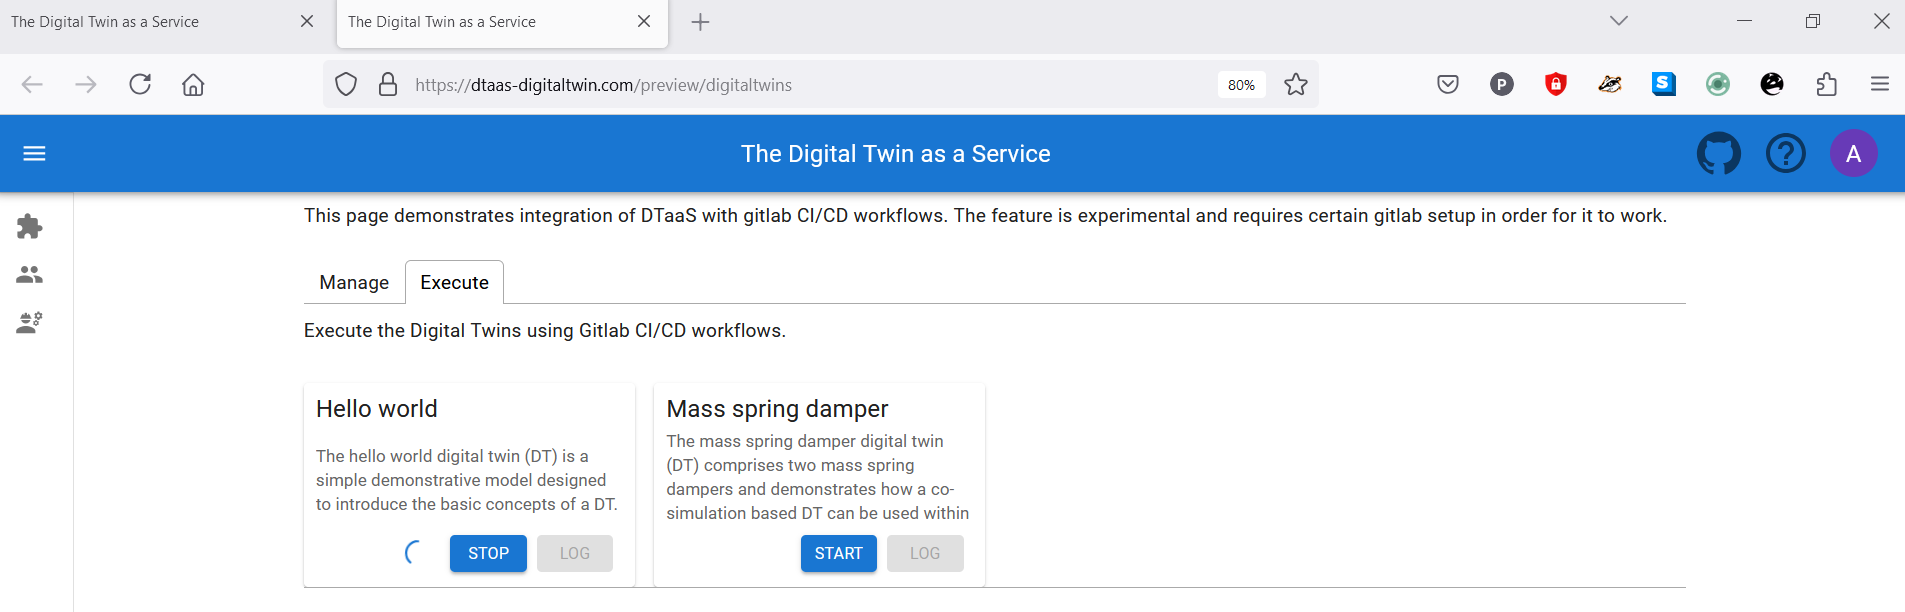 The Digital Twin as a Service
The Digital Twin as a Service
https://dtaas-digitaltwin.com/preview/digitaltwins
80%
P
S
The Digital Twin as a Service
?
A
This page demonstrates integration of DTaaS with gitlab CI/CD workflows. The feature is experimental and requires certain gitlab setup in order for it to work.
Manage
Execute
Execute the Digital Twins using Gitlab CI/CD workflows.
Hello world
The hello world digital twin (DT) is a
simple demonstrative model designed
to introduce the basic concepts of a DT.
STOP
LOG
Mass spring damper
The mass spring damper digital twin
(DT) comprises two mass spring
dampers and demonstrates how a co-
simulation based DT can be used within
START
LOG